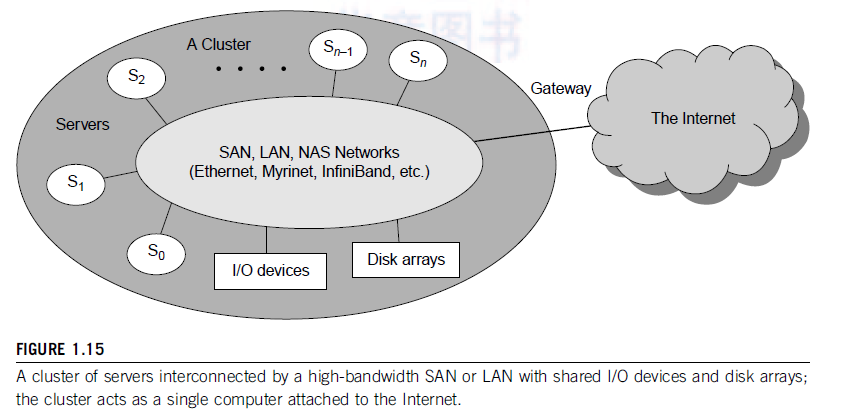 A Cluster
S2
. . . .
Sn–1
Sn
Servers
S1
S0
SAN, LAN, NAS Networks
(Ethernet, Myrinet, InfiniBand, etc.)
I/O devices
Disk arrays
Gateway
The Internet
FIGURE 1.15
A cluster of servers interconnected by a high-bandwidth SAN or LAN with shared I/O devices and disk arrays;
the cluster acts as a single computer attached to the Internet.